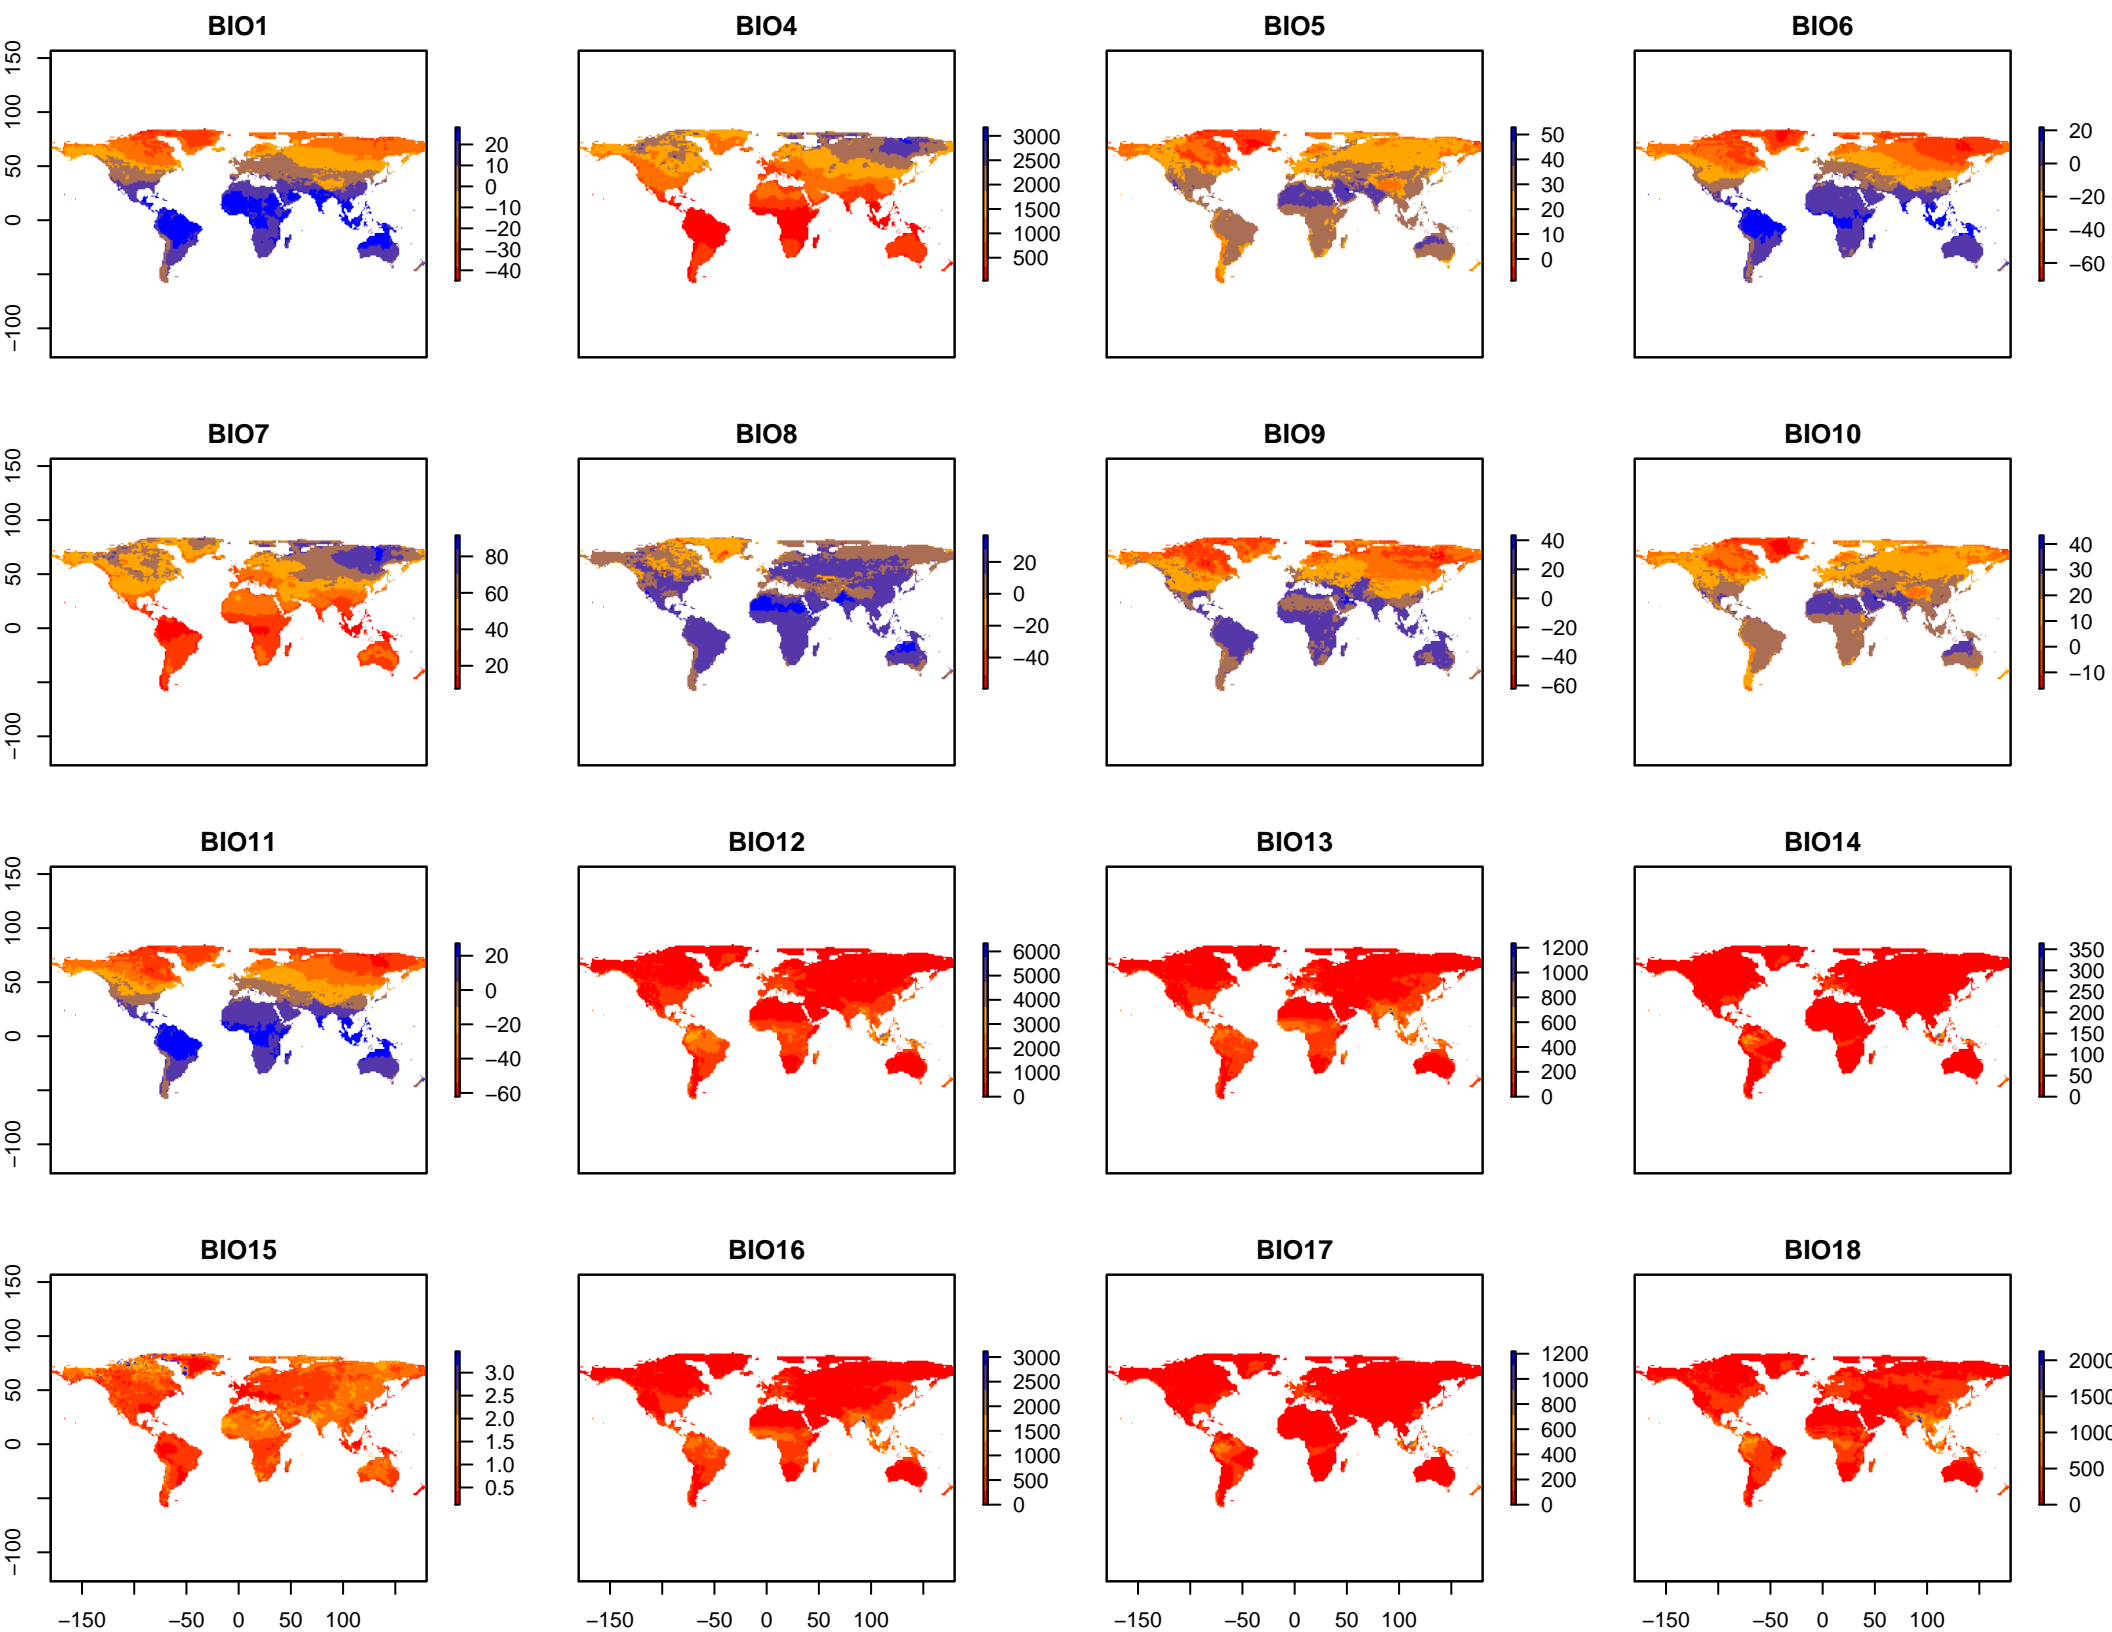 BIO1 BIO4 BIO5 BIO6
150 100 50 0 −100
20 10 0 −10 −20 −30 −40
3000 2500 2000 1500 1000 500
50 40 30 20 10 0
20 0 −20 −40 −60
BIO7 BIO8 BIO9 BIO10
150 100 50 0 −100
80 60 40 20
20 0 −20 −40
40 20 0 −20 −40 −60
40 30 20 10 0 −10
BIO11 BIO12 BIO13 BIO14
150 100 50 0 −100
20 0 −20 −40 −60
6000 5000 4000 3000 2000 1000 0
1200 1000 800 600 400 200 0
350 300 250 200 150 100 50 0
BIO15 BIO16 BIO17 BIO18
150 100 50 0 −100
3.0 2.5 2.0 1.5 1.0 0.5
3000 2500 2000 1500 1000 500 0
1200 1000 800 600 400 200 0
2000 1500 1000 500 0
−150 −50 0 50 100
−150 −50 0 50 100
−150 −50 0 50 100
−150 −50 0 50 100